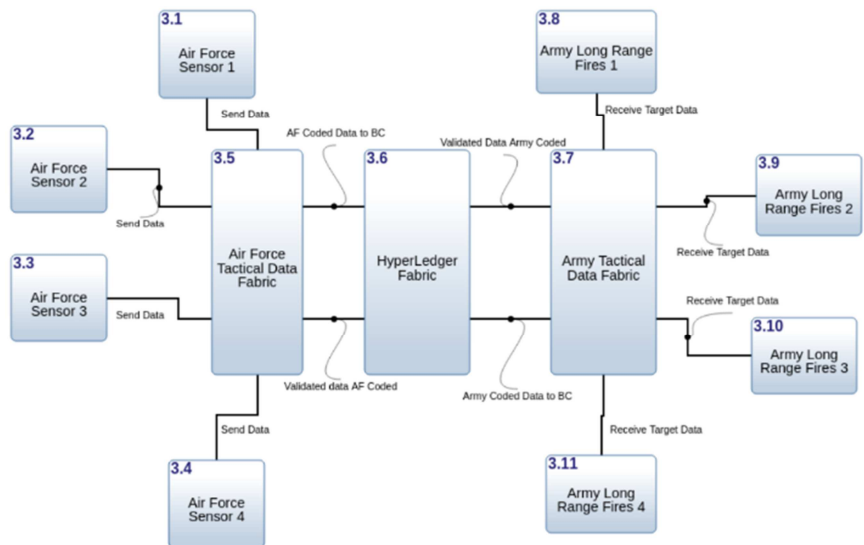 3.1
Air Force
Sensor 1
Send Data
3.2
Air Force
Sensor 2
Send Data
3.3
Air Force
Sensor 3
Send Data
3.4
Air Force
Sensor 4
Send Data
3.5
Air Force
Tactical Data
Fabric
AF Coded Data to BC
Validated data AF Coded
3.6
HyperLedger
Fabric
Validated Data Army Coded
Army Coded Data to BC
3.7
Army Tactical
Data Fabric
3.8
Army Long Range
Fires 1
Receive Target Data
3.9
Army Long
Range Fires 2
Receive Target Data
3.10
Army Long
Range Fires 3
Receive Target Data
3.11
Army Long
Range Fires 4
Receive Target Data